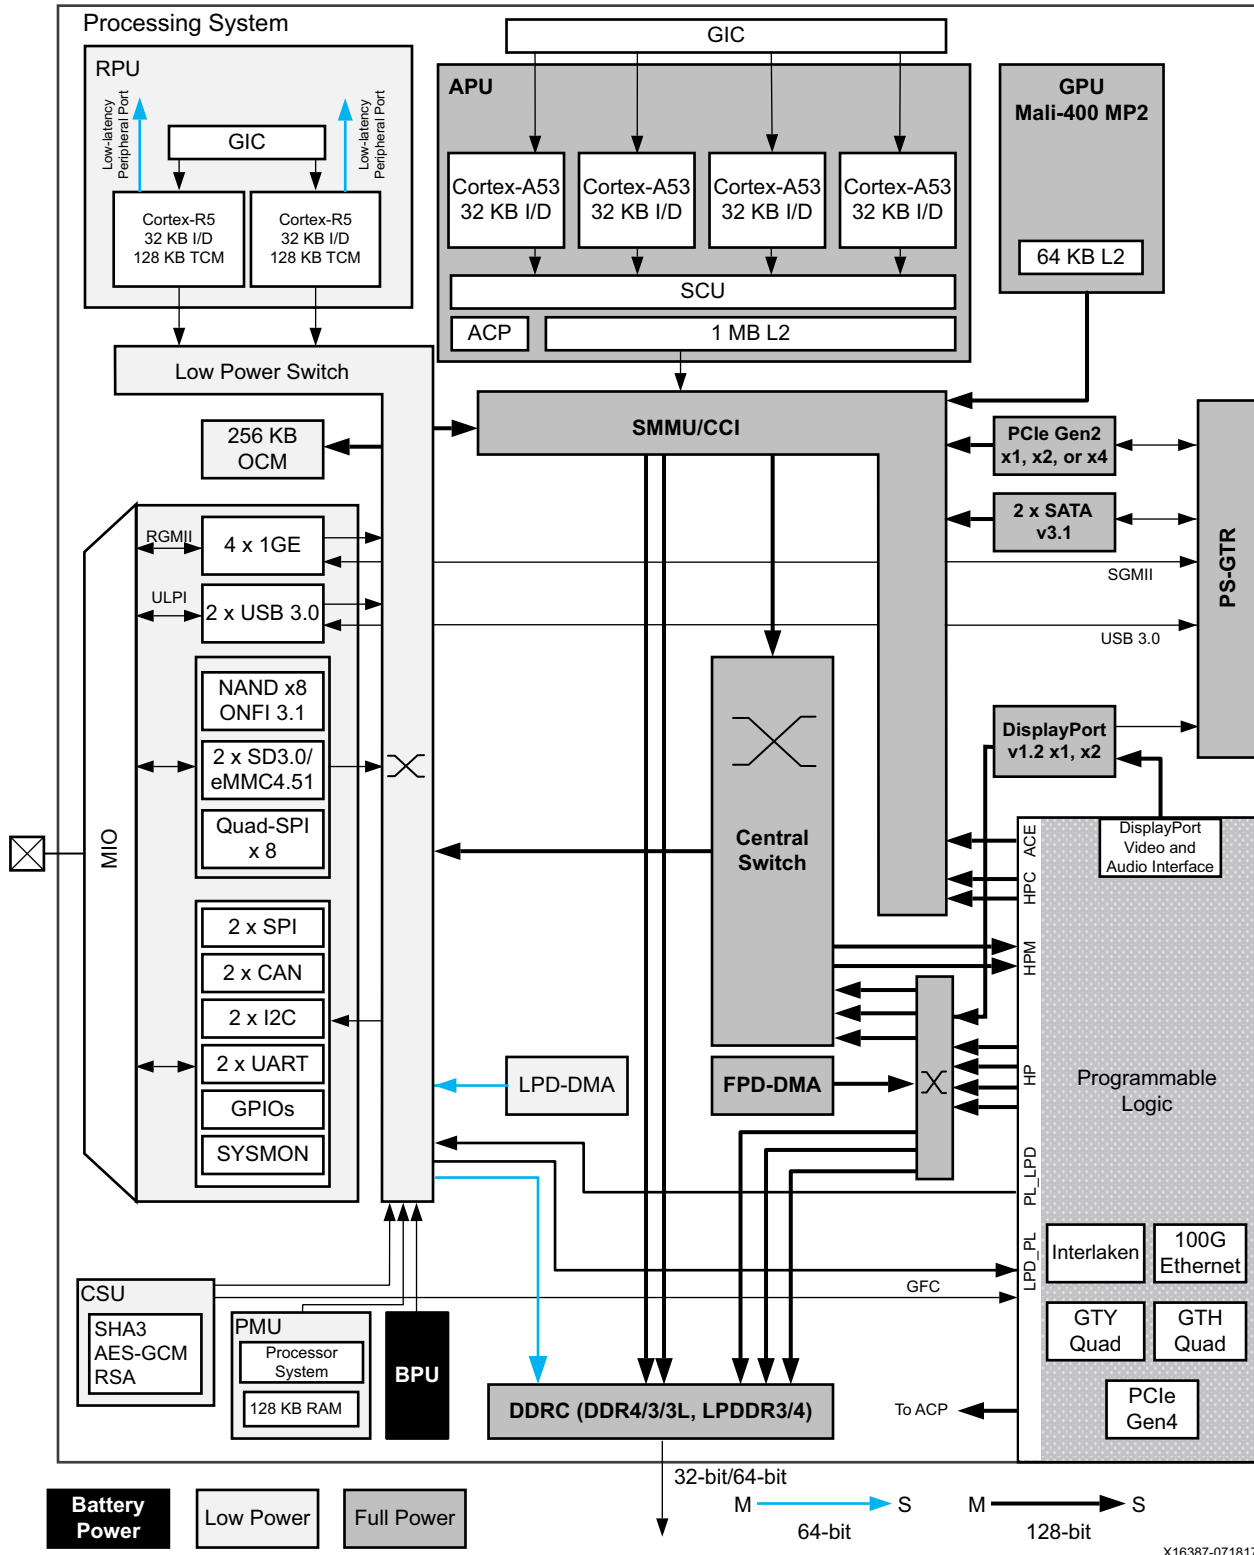 Processing System
RPU
Low-latency
Peripheral Port
Low-latency
Peripheral Port
GIC
Cortex-R5
32 KB I/D
128 KB TCM
Cortex-R5
32 KB I/D
128 KB TCM
GIC
APU
Cortex-A53
32 KB I/D
Cortex-A53
32 KB I/D
Cortex-A53
32 KB I/D
Cortex-A53
32 KB I/D
SCU
ACP
1 MB L2
GPU
Mali-400 MP2
64 KB L2
Low Power Switch
256 KB
OCM
SMMU/CCI
PCIe Gen2
x1, x2, or x4
2 x SATA
v3.1
PS-GTR
RGMII
4 x 1GE
SGMII
ULPI
2 x USB 3.0
USB 3.0
NAND x8
ONFI 3.1
2 x SD3.0/
eMMC4.51
Quad-SPI
x 8
MIO
Central
Switch
DisplayPort
v1.2 x1, x2
DisplayPort
Video and
Audio Interface
ACE
HPC
HPM
HP
PL_LPD
LPD_PL
2 x SPI
2 x CAN
2 x I2C
2 x UART
GPIOs
SYSMON
LPD-DMA
FPD-DMA
Programmable
Logic
Interlaken
100G
Ethernet
GTY
Quad
GTH
Quad
PCIe
Gen4
GFC
To ACP
CSU
SHA3
AES-GCM
RSA
PMU
Processor
System
128 KB RAM
BPU
DDRC (DDR4/3/3L, LPDDR3/4)
32-bit/64-bit
Battery
Power
Low Power
Full Power
M
S
64-bit
M
S
128-bit
X16387-071817